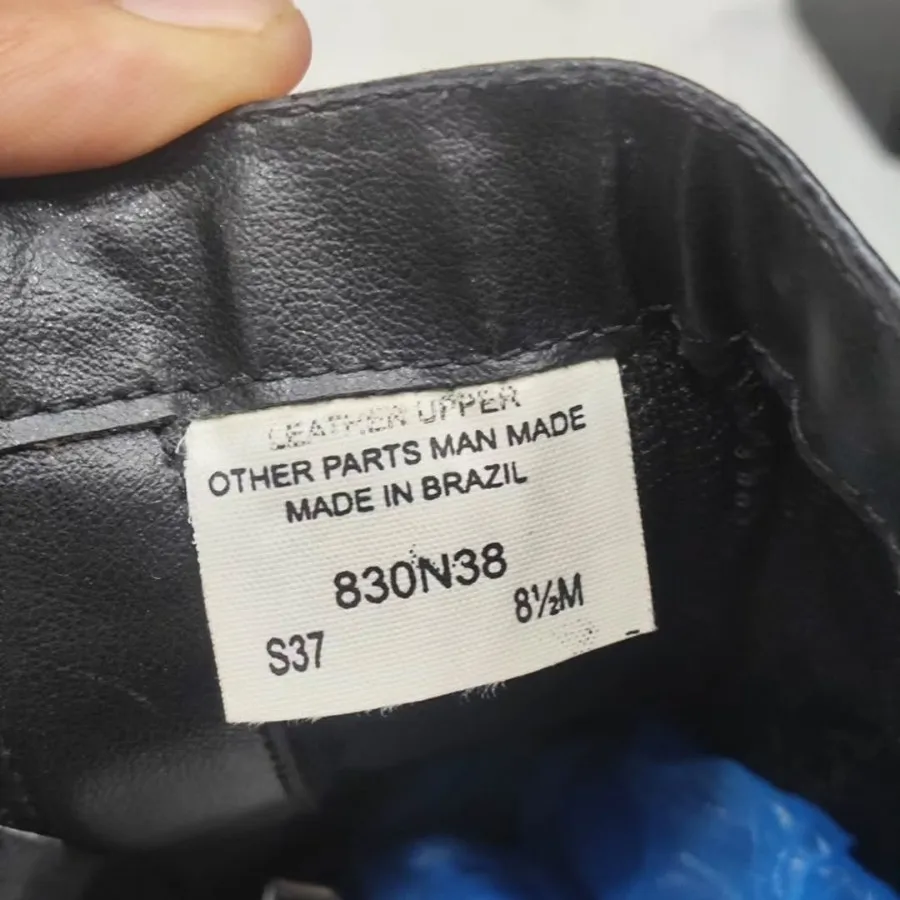 LEATHER UPPER
OTHER PARTS MAN MADE
MADE IN BRAZIL
830N38
8½M
S37